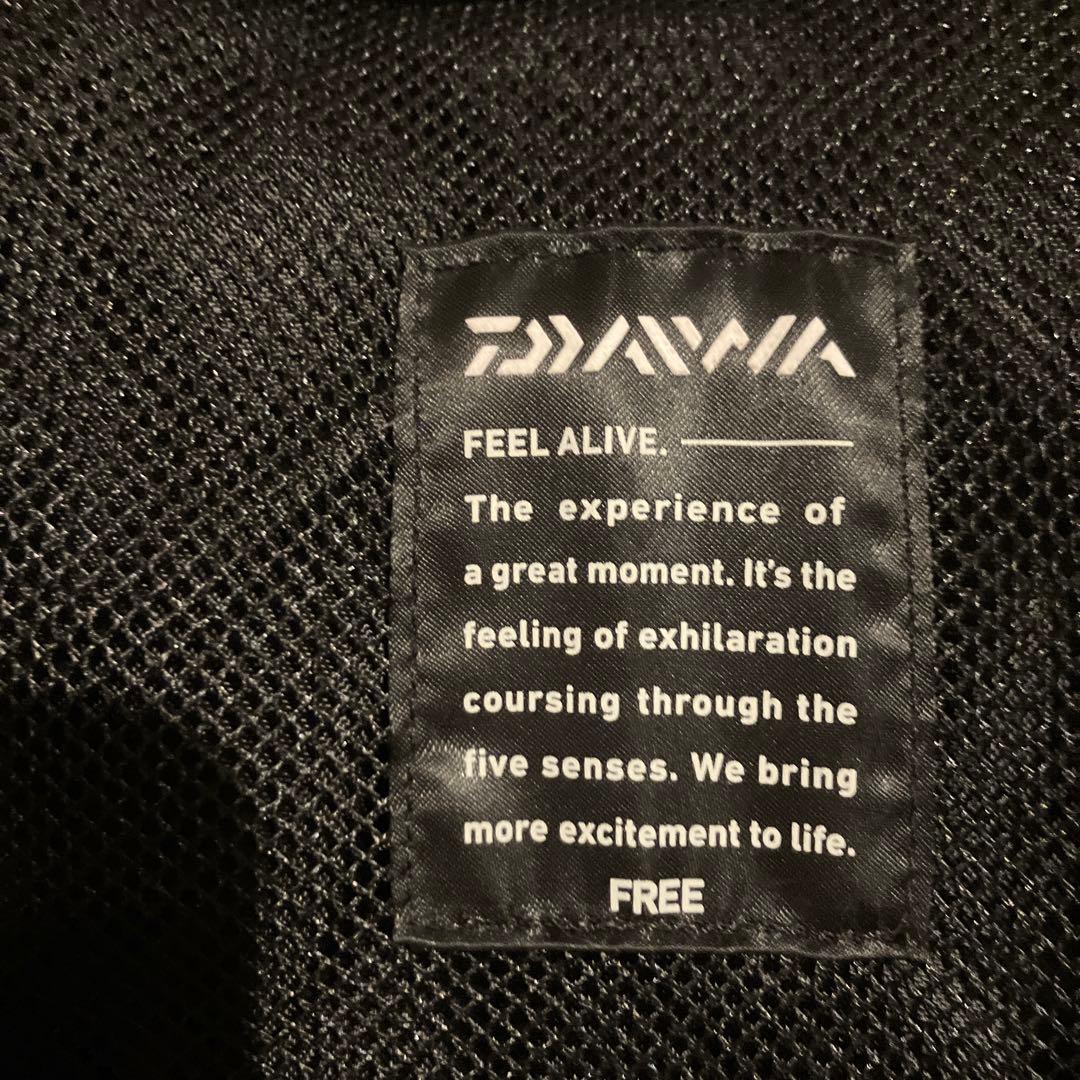 DAIWA
FEEL ALIVE.
The experience of
a great moment. It's the
feeling of exhilaration
coursing through the
five senses. We bring
more excitement to life.
FREE